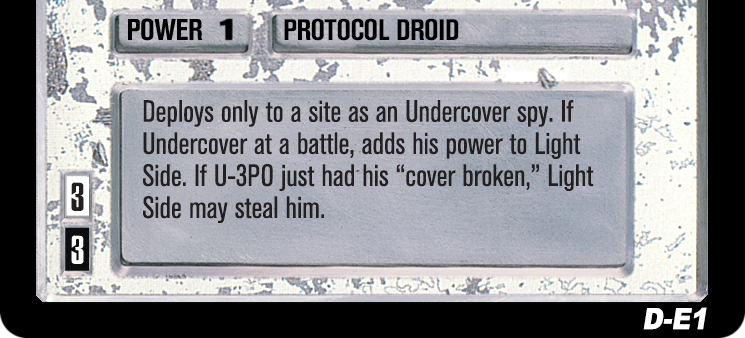 POWER 1 PROTOCOL DROID
Deploys only to a site as an Undercover spy. If
Undercover at a battle, adds his power to Light
Side. If U-3PO just had his “cover broken,” Light
Side may steal him.
3
3
D-E1